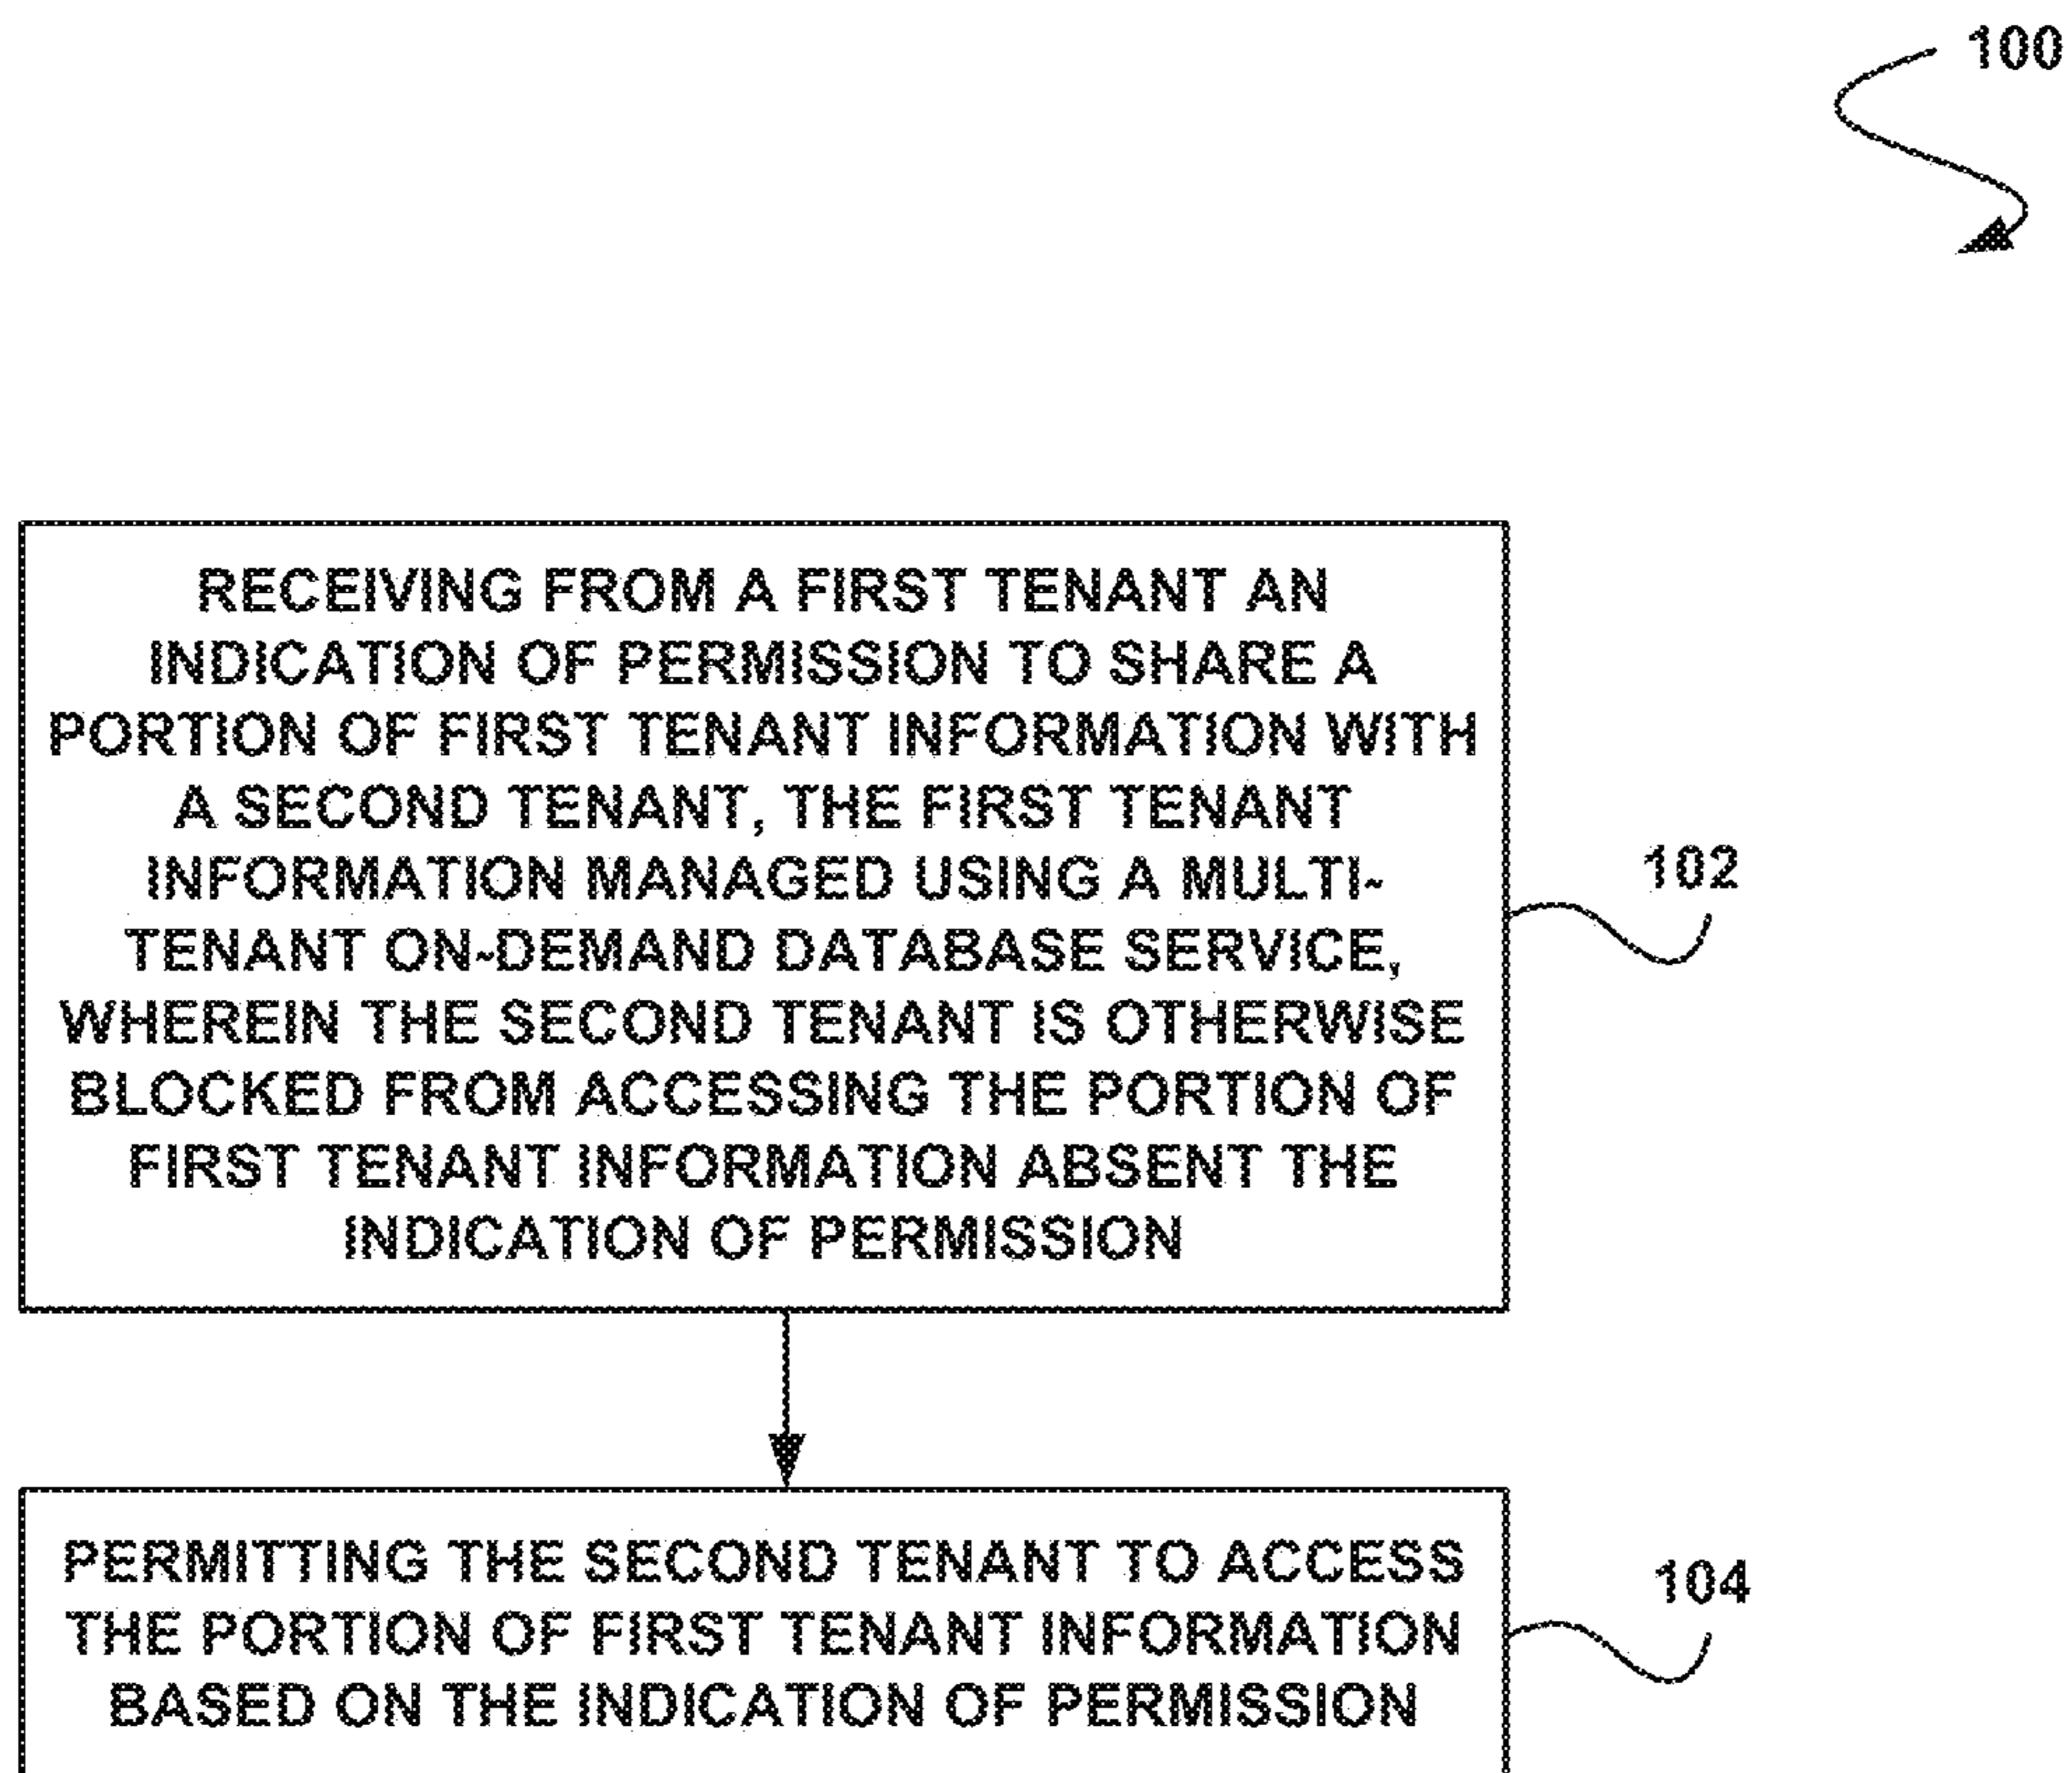 100
RECEIVING FROM A FIRST TENANT AN
INDICATION OF PERMISSION TO SHARE A
PORTION OF FIRST TENANT INFORMATION WITH
A SECOND TENANT, THE FIRST TENANT
INFORMATION MANAGED USING A MULTI-
TENANT ON-DEMAND DATABASE SERVICE,
WHEREIN THE SECOND TENANT IS OTHERWISE
BLOCKED FROM ACCESSING THE PORTION OF
FIRST TENANT INFORMATION ABSENT THE
INDICATION OF PERMISSION
102
PERMITTING THE SECOND TENANT TO ACCESS
THE PORTION OF FIRST TENANT INFORMATION
BASED ON THE INDICATION OF PERMISSION
104